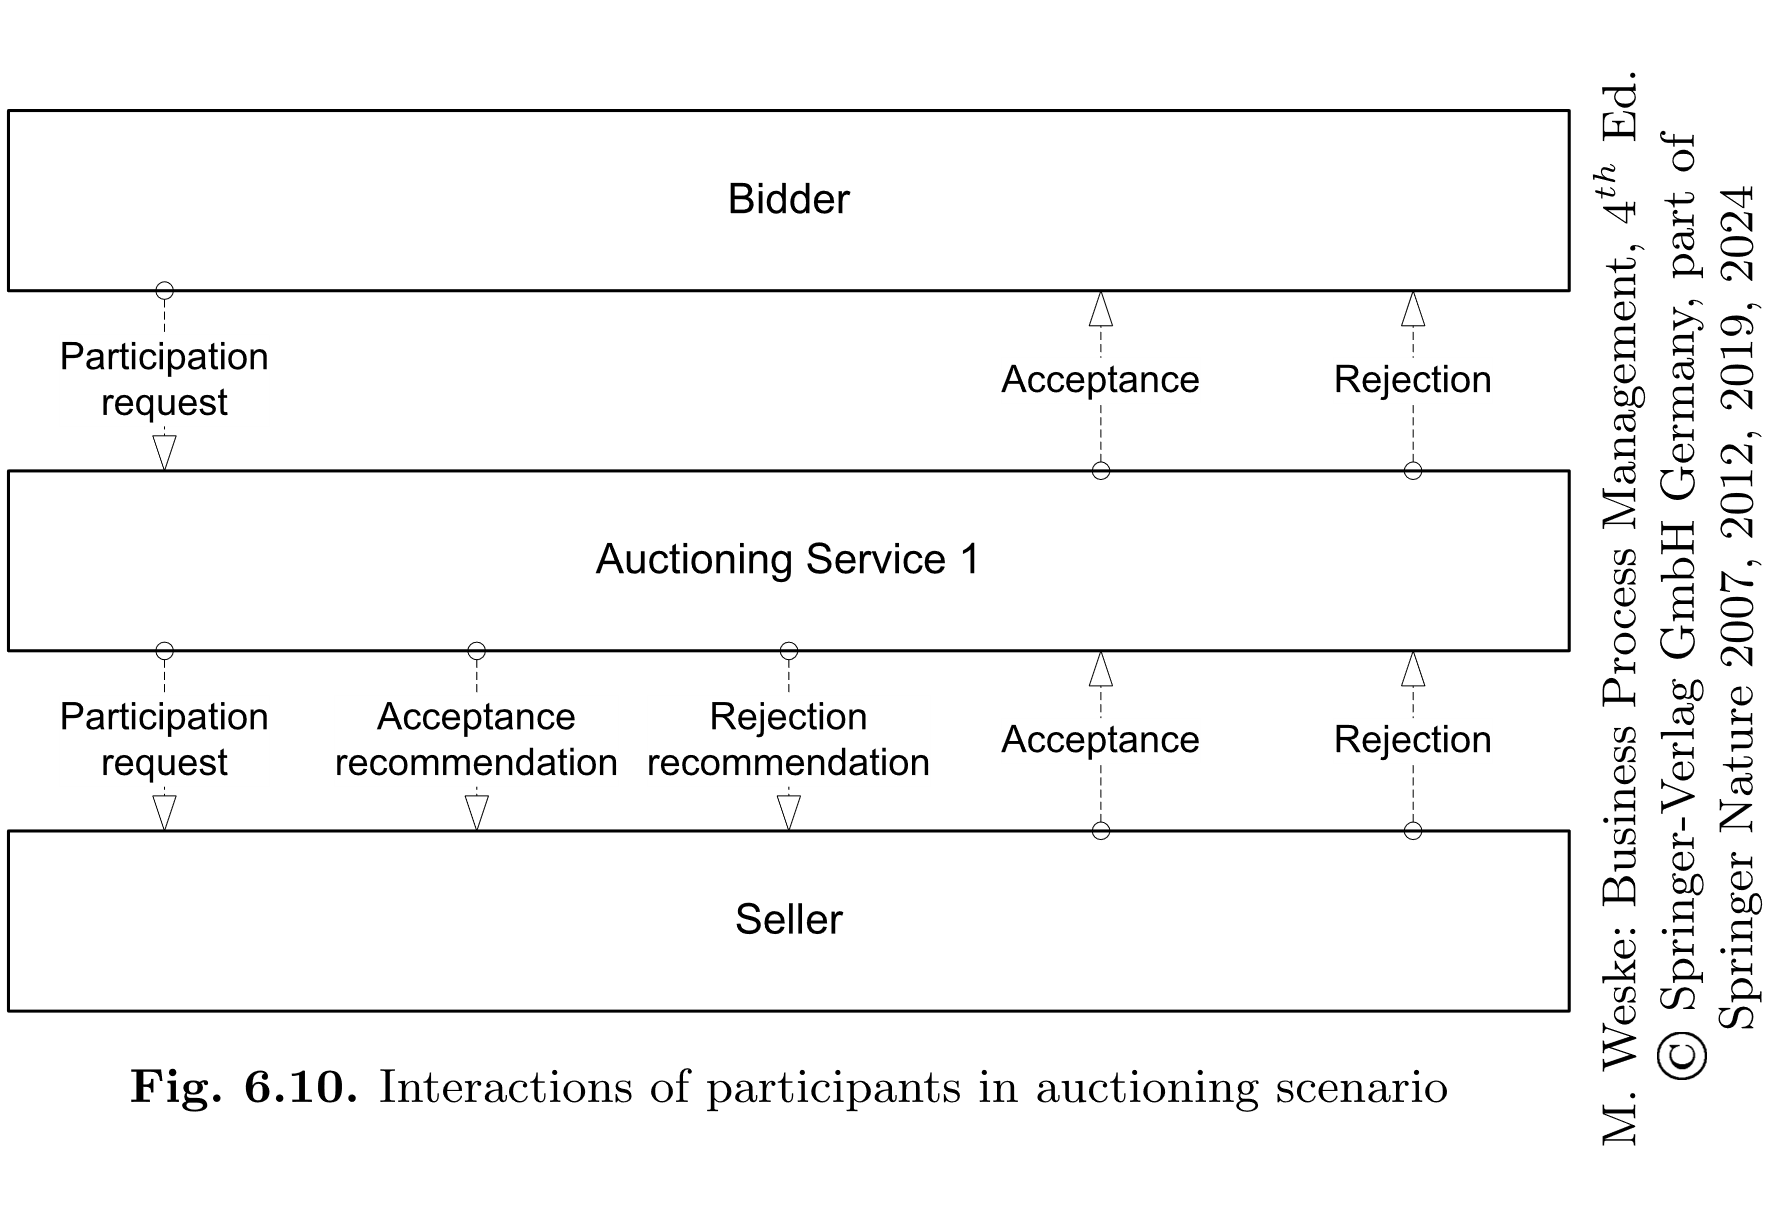 Bidder
Participation
request
Acceptance
Rejection
Auctioning Service 1
Participation
request
Acceptance
recommendation
Rejection
recommendation
Acceptance
Rejection
Seller
Fig. 6.10. Interactions of participants in auctioning scenario
M. Weske: Business Process Management, 4th Ed.
© Springer-Verlag GmbH Germany, part of
Springer Nature 2007, 2012, 2019, 2024